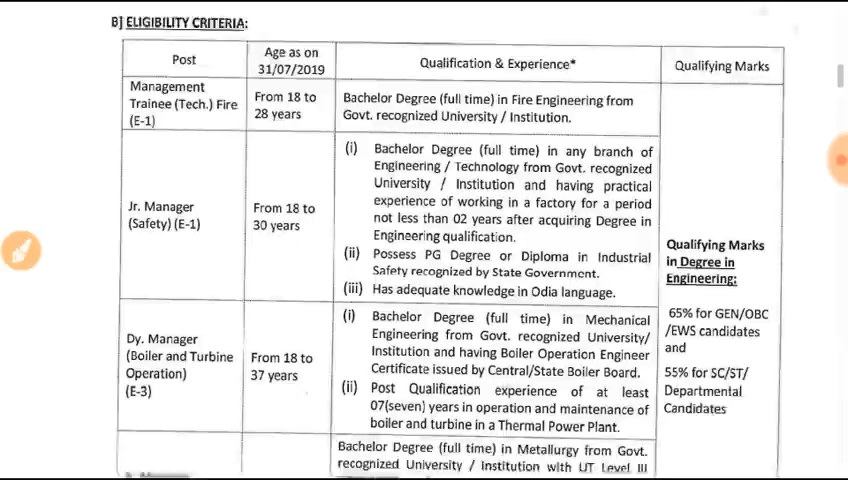 B] ELIGIBILITY CRITERIA:
Post
Age as on
31/07/2019
Qualification & Experience*
Qualifying Marks
Management
Trainee (Tech.) Fire
(E-1)
From 18 to
28 years
Bachelor Degree (full time) in Fire Engineering from
Govt. recognized University / Institution.
Jr. Manager
(Safety) (E-1)
From 18 to
30 years
(i) Bachelor Degree (full time) in any branch of
Engineering / Technology from Govt. recognized
University / Institution and having practical
experience of working in a factory for a period
not less than 02 years after acquiring Degree in
Engineering qualification.
(ii) Possess PG Degree or Diploma in Industrial
Safety recognized by State Government.
(iii) Has adequate knowledge in Odia language.
Dy. Manager
(Boiler and Turbine
Operation)
(E-3)
From 18 to
37 years
(i) Bachelor Degree (full time) in Mechanical
Engineering from Govt. recognized University/
Institution and having Boiler Operation Engineer
Certificate issued by Central/State Boiler Board.
(ii) Post Qualification experience of at least
07(seven) years in operation and maintenance of
boiler and turbine in a Thermal Power Plant.
Qualifying Marks
in Degree in
Engineering:
65% for GEN/OBC
/EWS candidates
and
55% for SC/ST/
Departmental
Candidates
Bachelor Degree (full time) in Metallurgy from Govt.
recognized University / Institution with UT Level III